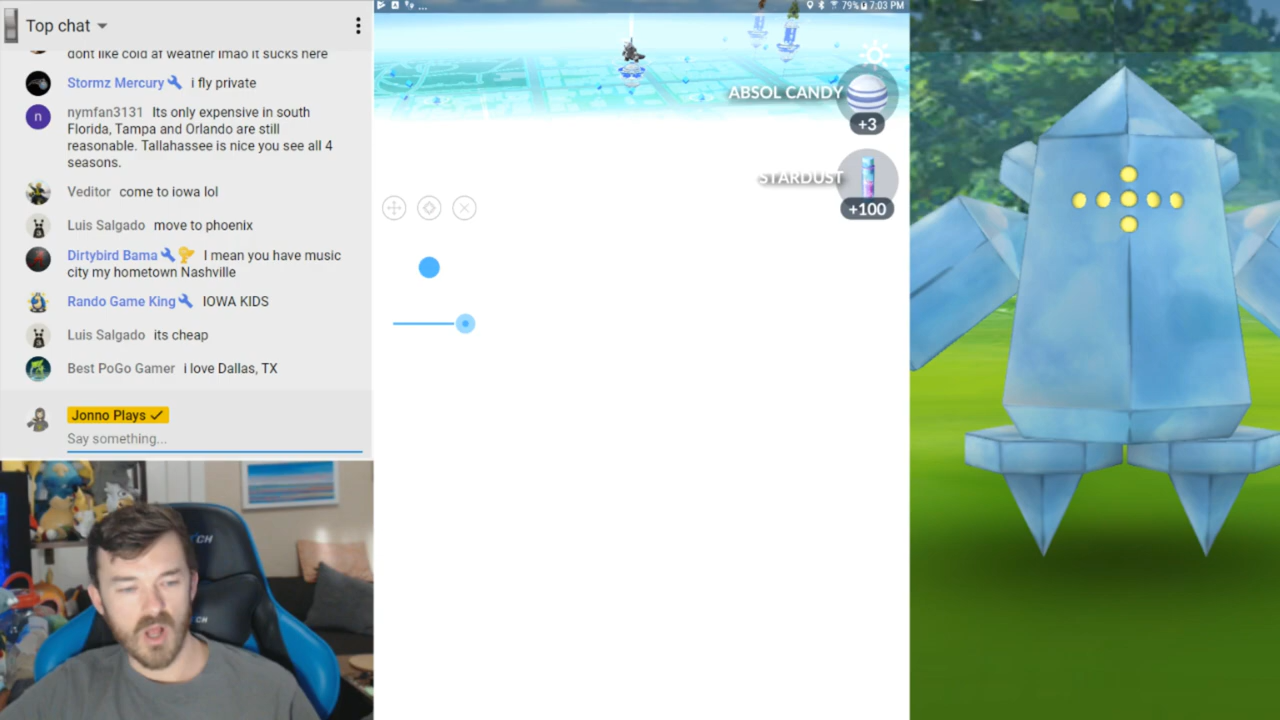 Top chat
dont like cold at weather lmao it sucks here
Stormz Mercury i fly private
nymfan3131 Its only expensive in south
Florida, Tampa and Orlando are still
reasonable. Tallahassee is nice you see all 4
seasons.
Veditor come to iowa lol
Luis Salgado move to phoenix
Dirtybird Bama I mean you have music
city my hometown Nashville
Rando Game King IOWA KIDS
Luis Salgado its cheap
Best PoGo Gamer i love Dallas, TX
Jonno Plays
Say something...
... 79% 7:03 PM
ABSOL CANDY
+3
STARDUST
+100